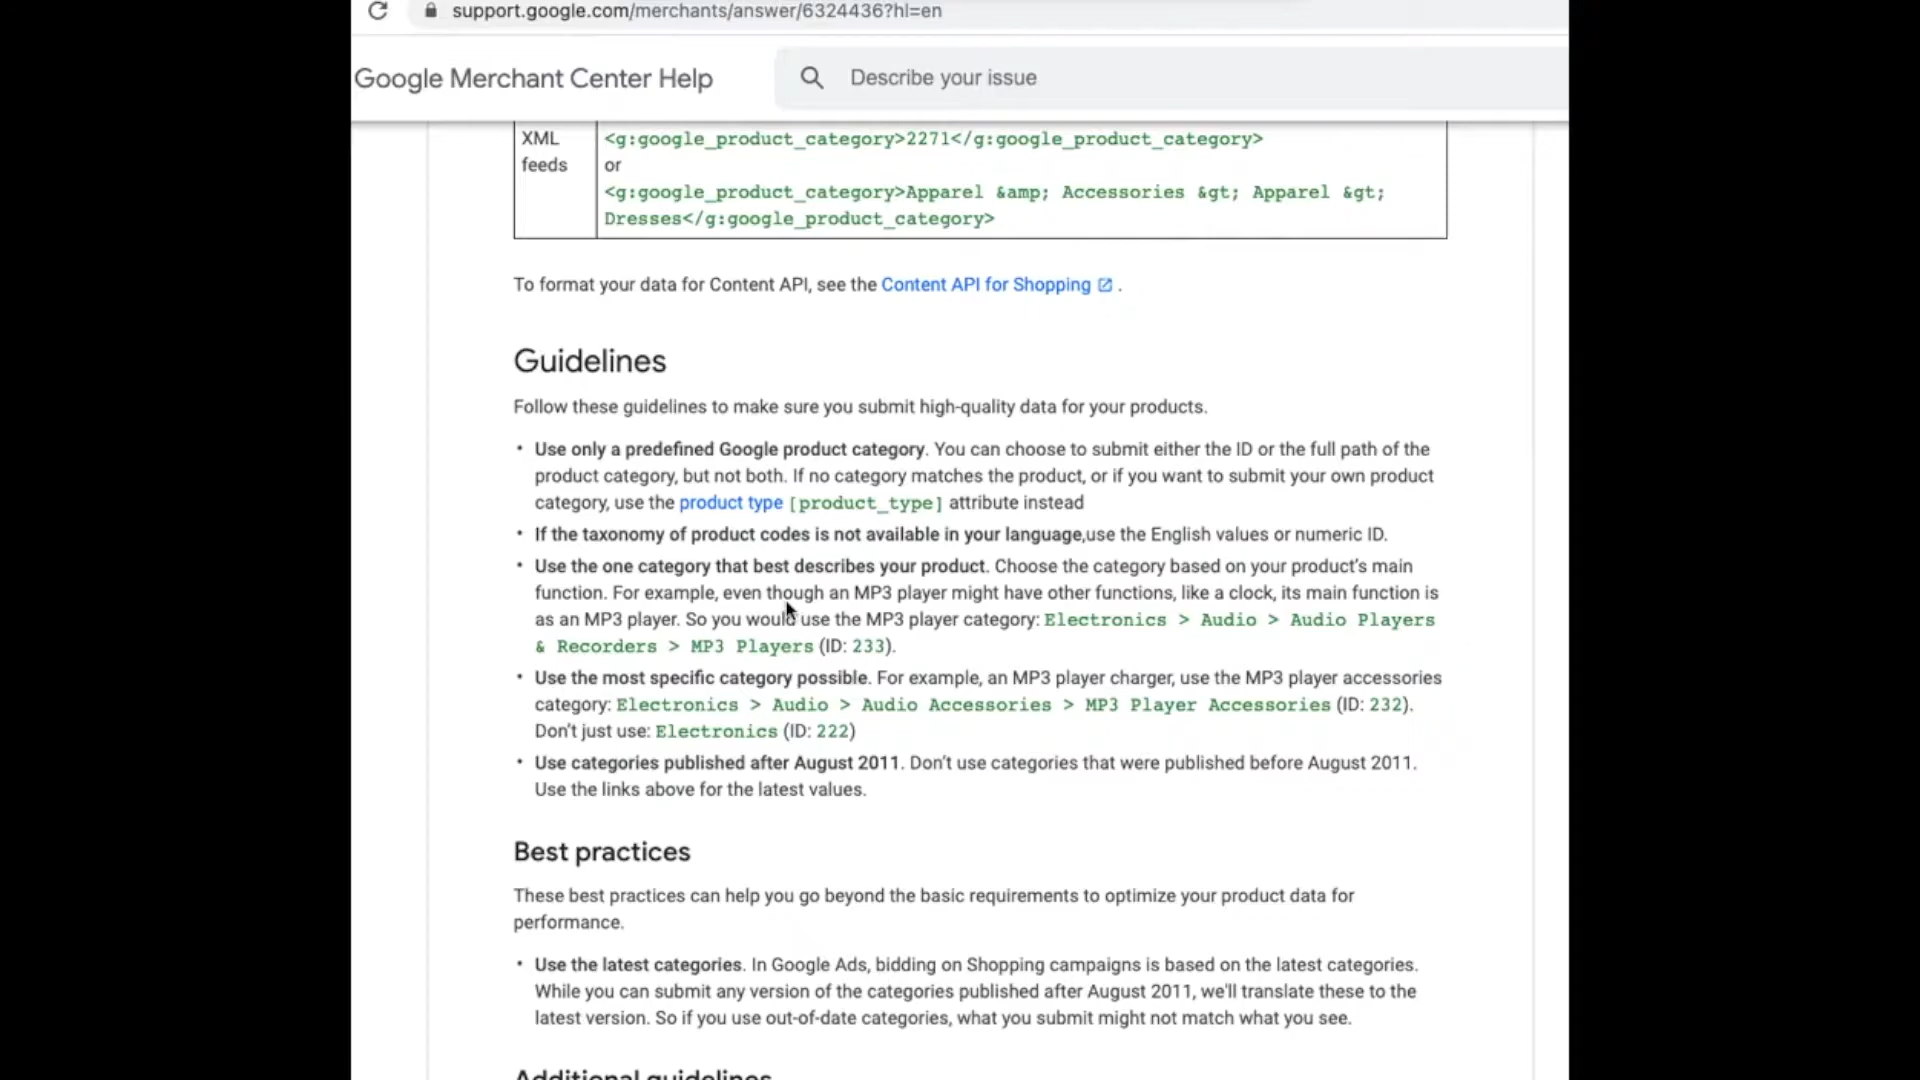 support.google.com/merchants/answer/6324436?hl=en
Google Merchant Center Help
Describe your issue
XML
feeds
<g:google_product_category>2271</g:google_product_category>
or
<g:google_product_category>Apparel &amp; Accessories &gt; Apparel &gt;
Dresses</g:google_product_category>
To format your data for Content API, see the Content API for Shopping .
Guidelines
Follow these guidelines to make sure you submit high-quality data for your products.
• Use only a predefined Google product category. You can choose to submit either the ID or the full path of the
product category, but not both. If no category matches the product, or if you want to submit your own product
category, use the product type [product_type] attribute instead
• If the taxonomy of product codes is not available in your language,use the English values or numeric ID.
• Use the one category that best describes your product. Choose the category based on your product’s main
function. For example, even though an MP3 player might have other functions, like a clock, its main function is
as an MP3 player. So you would use the MP3 player category: Electronics > Audio > Audio Players
& Recorders > MP3 Players (ID: 233).
• Use the most specific category possible. For example, an MP3 player charger, use the MP3 player accessories
category: Electronics > Audio > Audio Accessories > MP3 Player Accessories (ID: 232).
Don’t just use: Electronics (ID: 222)
• Use categories published after August 2011. Don’t use categories that were published before August 2011.
Use the links above for the latest values.
Best practices
These best practices can help you go beyond the basic requirements to optimize your product data for
performance.
• Use the latest categories. In Google Ads, bidding on Shopping campaigns is based on the latest categories.
While you can submit any version of the categories published after August 2011, we'll translate these to the
latest version. So if you use out-of-date categories, what you submit might not match what you see.
Additional guidelines